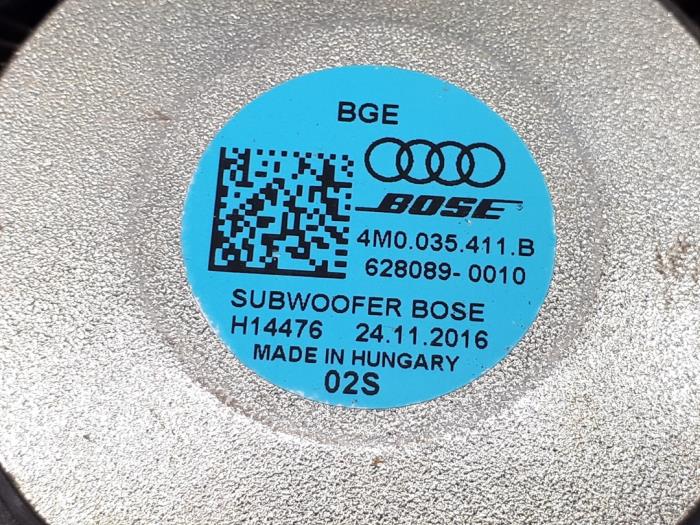 BGE
BOSE
4M0.035.411.B
628089-0010
SUBWOOFER BOSE
H14476 24.11.2016
MADE IN HUNGARY
02S